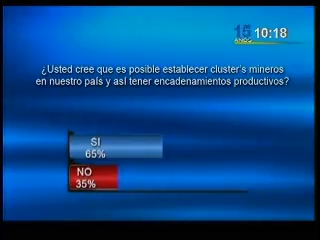 15 10:18
AÑOS
¿Usted cree que es posible establecer cluster's mineros
en nuestro país y así tener encadenamientos productivos?
SI
65%
NO
35%